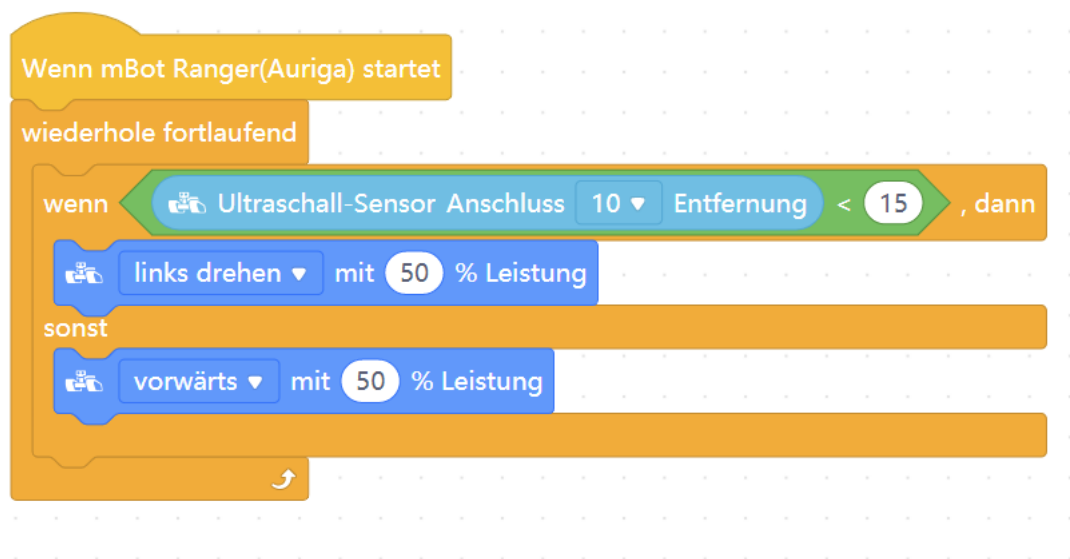 Wenn mBot Ranger(Auriga) startet
wiederhole fortlaufend
wenn Ultraschall-Sensor Anschluss 10 Entfernung < 15 , dann
links drehen mit 50 % Leistung
sonst
vorwärts mit 50 % Leistung